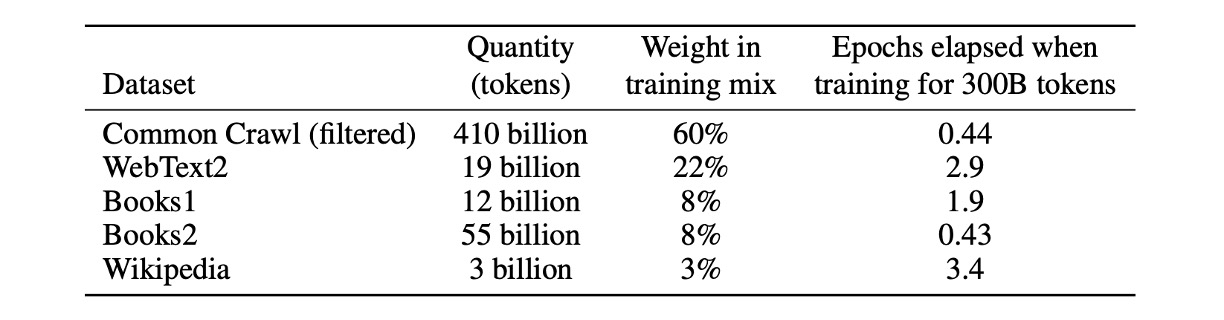 Dataset Quantity (tokens) Weight in training mix Epochs elapsed when training for 300B tokens
Common Crawl (filtered) 410 billion 60% 0.44
WebText2 19 billion 22% 2.9
Books1 12 billion 8% 1.9
Books2 55 billion 8% 0.43
Wikipedia 3 billion 3% 3.4